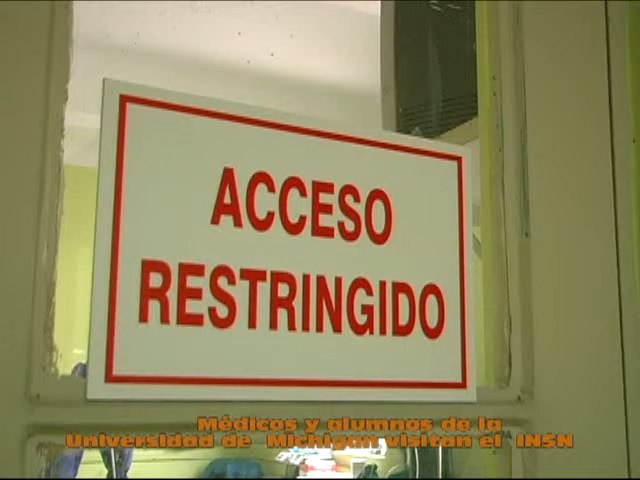 ACCESO
RESTRINGIDO
Médicos y alumnos de la
Universidad de Michigan visitan el INSN